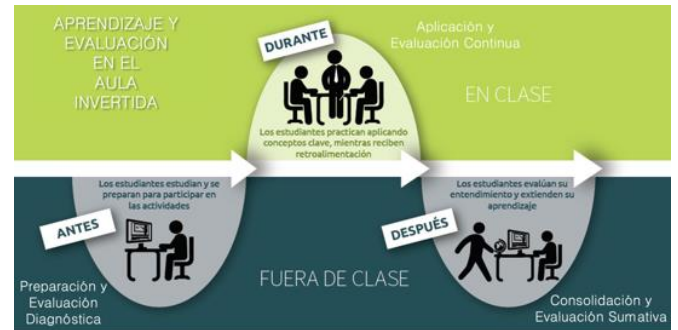 APRENDIZAJE Y
EVALUACIÓN
EN EL
AULA
INVERTIDA
DURANTE
Aplicación y
Evaluación Continua
EN CLASE
Los estudiantes practican aplicando
conceptos clave, mientras reciben
retroalimentación
Los estudiantes estudian y se
preparan para participar en
las actividades
ANTES
Preparación y
Evaluación
Diagnóstica
FUERA DE CLASE
Los estudiantes evalúan su
entendimiento y extienden su
aprendizaje
DESPUÉS
Consolidación y
Evaluación Sumativa